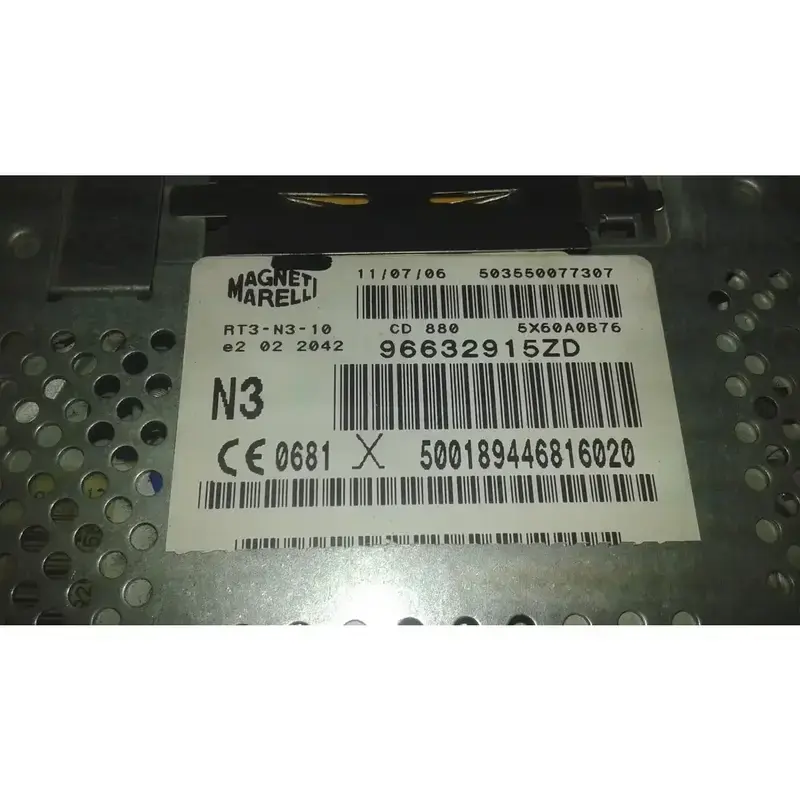 MAGNETI
MARELLI
11/07/06 503550077307
RT3-N3-10 CD 880 5X60A0B76
e2 02 2042 96632915ZD
N3
CE 0681 500189446816020